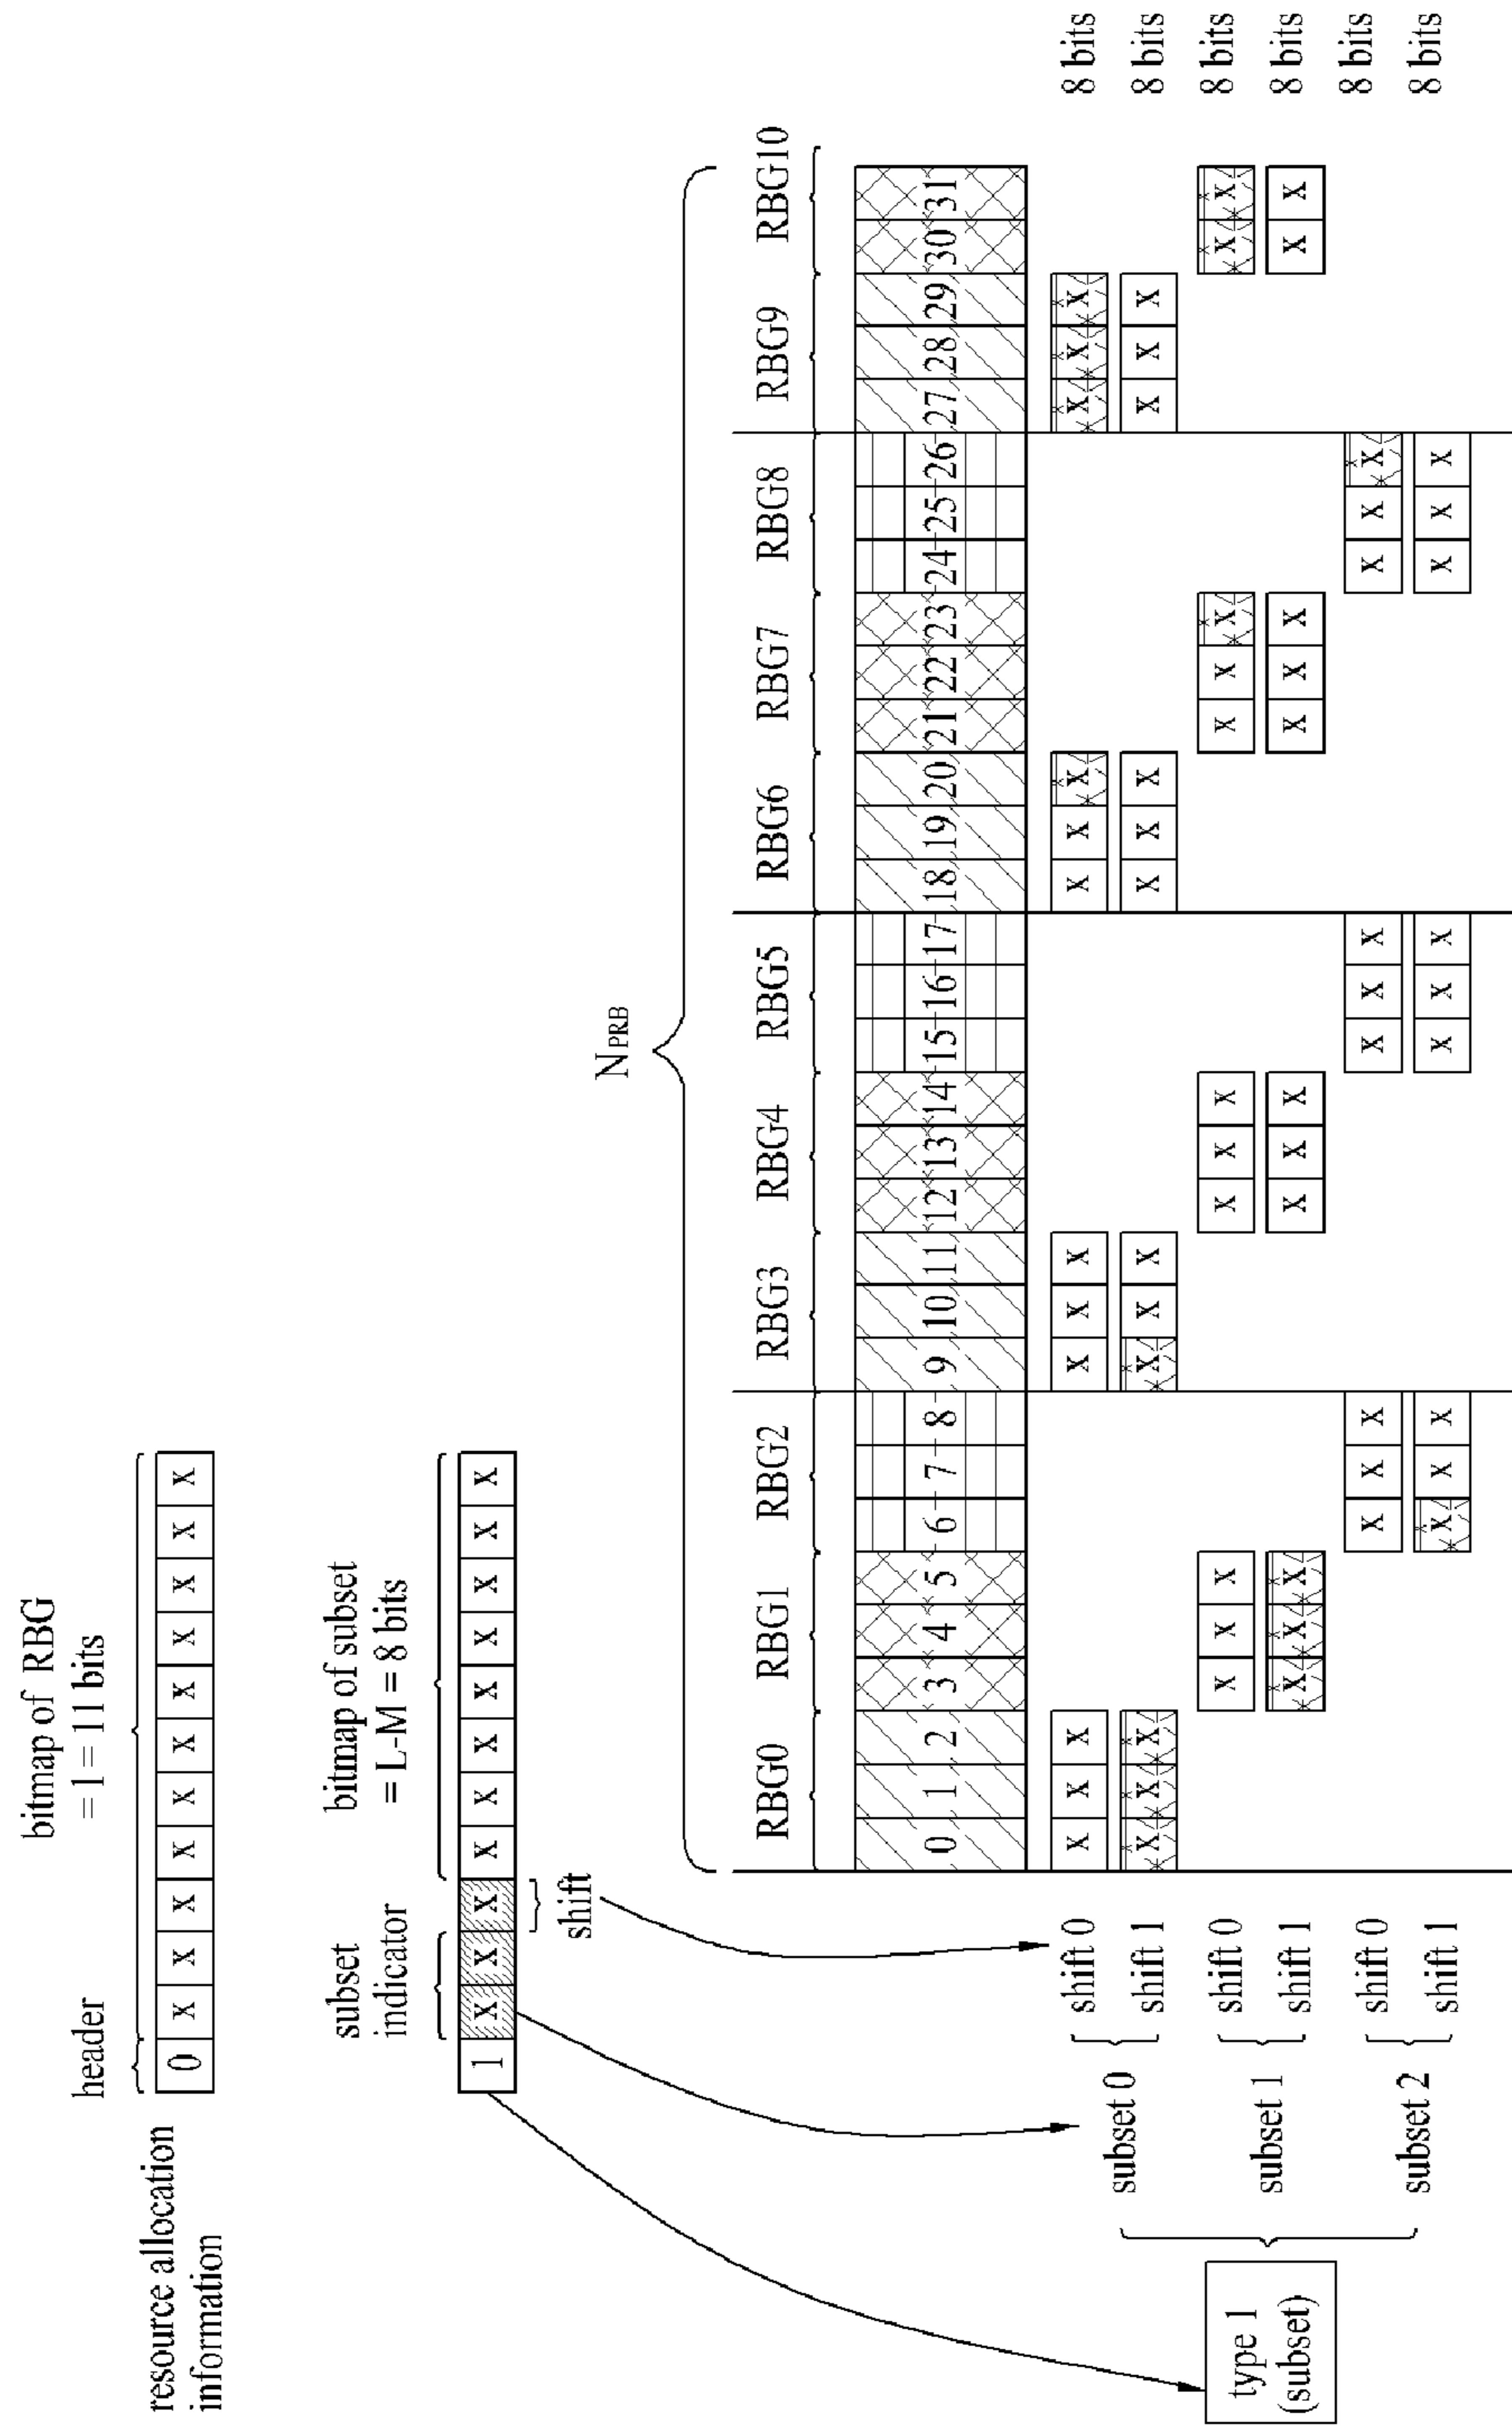 bitmap of RBG
= l = 11 bits
header
resource allocation
information
0 X X X X X X X X X X X
subset
indicator
bitmap of subset
= L-M = 8 bits
1 X X X X X X X X X X X
shift
NPRB
RBG0 RBG1 RBG2 RBG3 RBG4 RBG5 RBG6 RBG7 RBG8 RBG9 RBG10
0 1 2 3 4 5 6 7 8 9 10 11 12 13 14 15 16 17 18 19 20 21 22 23 24 25 26 27 28 29 30 31
type 1
(subset)
subset 0
shift 0 X X X X X X X X X X X X 8 bits
shift 1 X X X X X X X X X X X X 8 bits
subset 1
shift 0 X X X X X X X X X X X 8 bits
shift 1 X X X X X X X X X X X 8 bits
subset 2
shift 0 X X X X X X X X X 8 bits
shift 1 X X X X X X X X X 8 bits